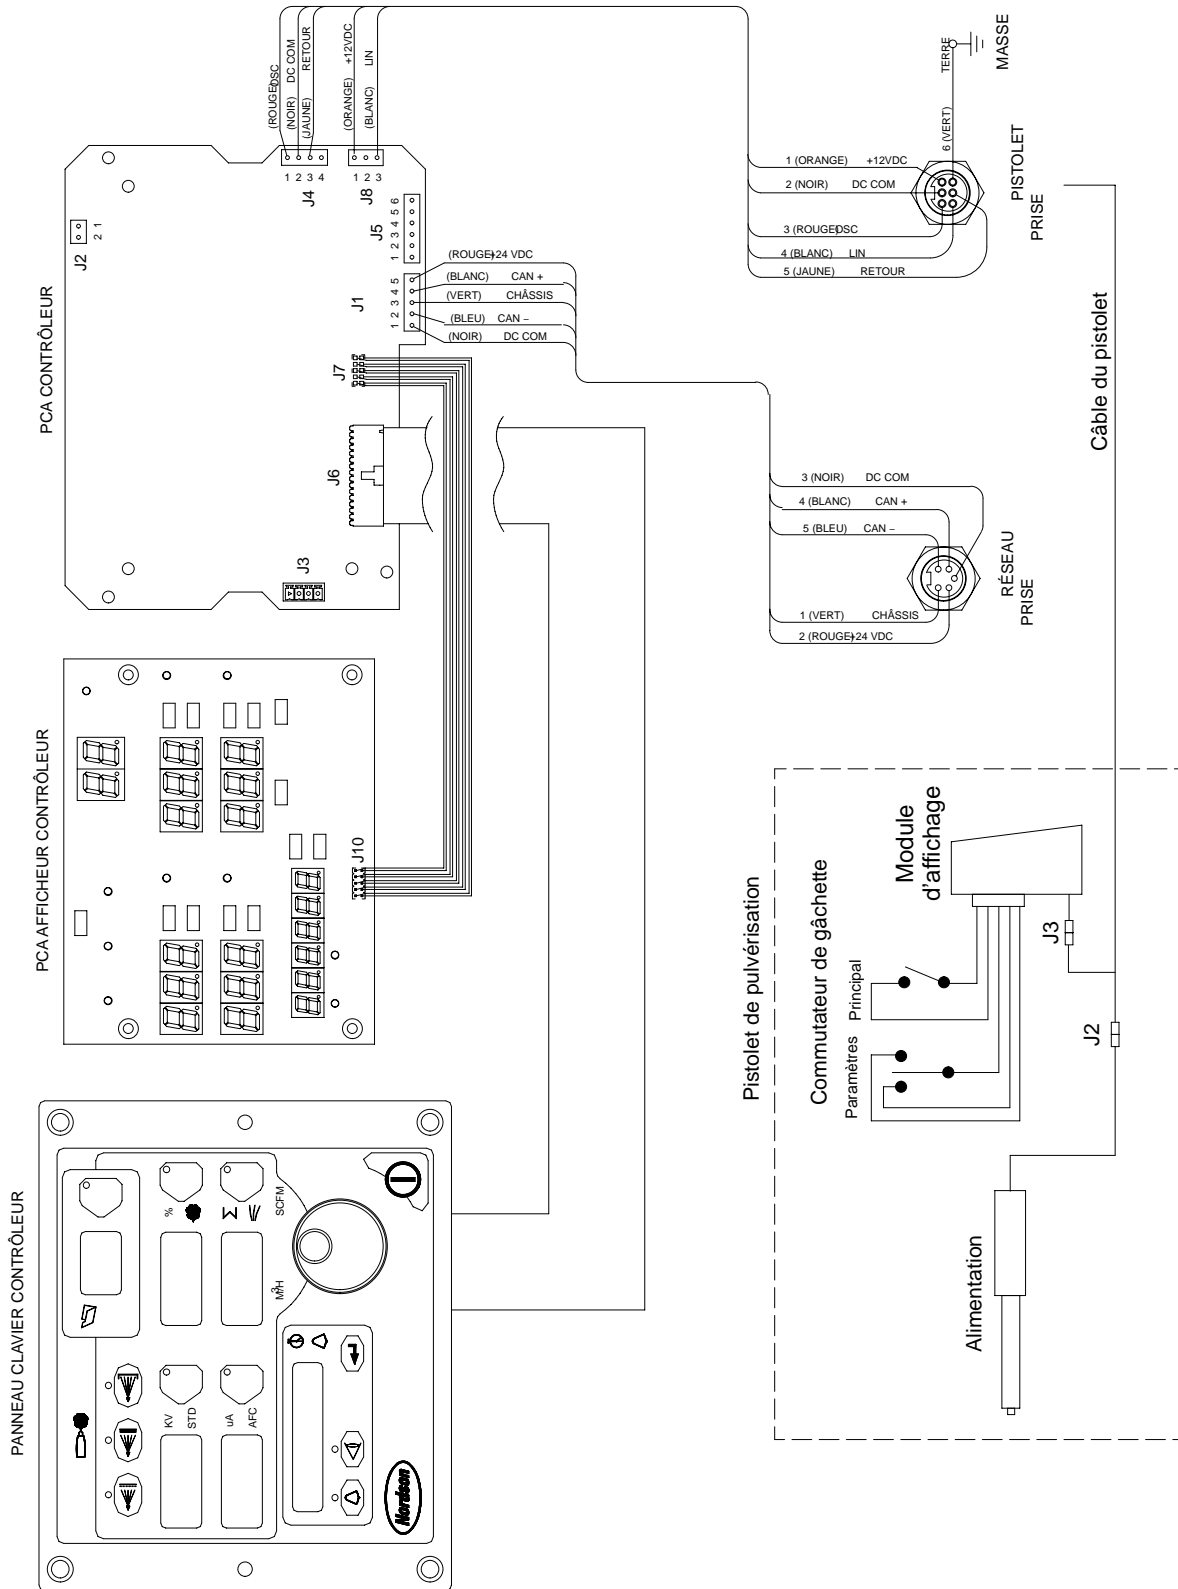 PANNEAU CLAVIER CONTRÔLEUR
KV
STD
uA
AFC
%
SCFM
M3/H
Nordson
PCA AFFICHEUR CONTRÔLEUR
J10
PCA CONTRÔLEUR
J2
2 1
J3
J6
J7
J1
1 2 3 4 5
J5
1 2 3 4 5 6
J4
1 2 3 4
J8
1 2 3
(ROUGE) OSC
(NOIR) DC COM
(JAUNE) RETOUR
(ORANGE) +12VDC
(BLANC) LIN
(ROUGE)+24 VDC
(BLANC) CAN +
(VERT) CHÂSSIS
(BLEU) CAN –
(NOIR) DC COM
1 (ORANGE) +12VDC
2 (NOIR) DC COM
3 (ROUGE)OSC
4 (BLANC) LIN
5 (JAUNE) RETOUR
6 (VERT) TERRE
MASSE
PISTOLET
PRISE
3 (NOIR) DC COM
4 (BLANC) CAN +
5 (BLEU) CAN –
1 (VERT) CHÂSSIS
2 (ROUGE)+24 VDC
RÉSEAU
PRISE
Câble du pistolet
Pistolet de pulvérisation
Commutateur de gâchette
Paramètres
Principal
Module
d'affichage
J3
J2
Alimentation